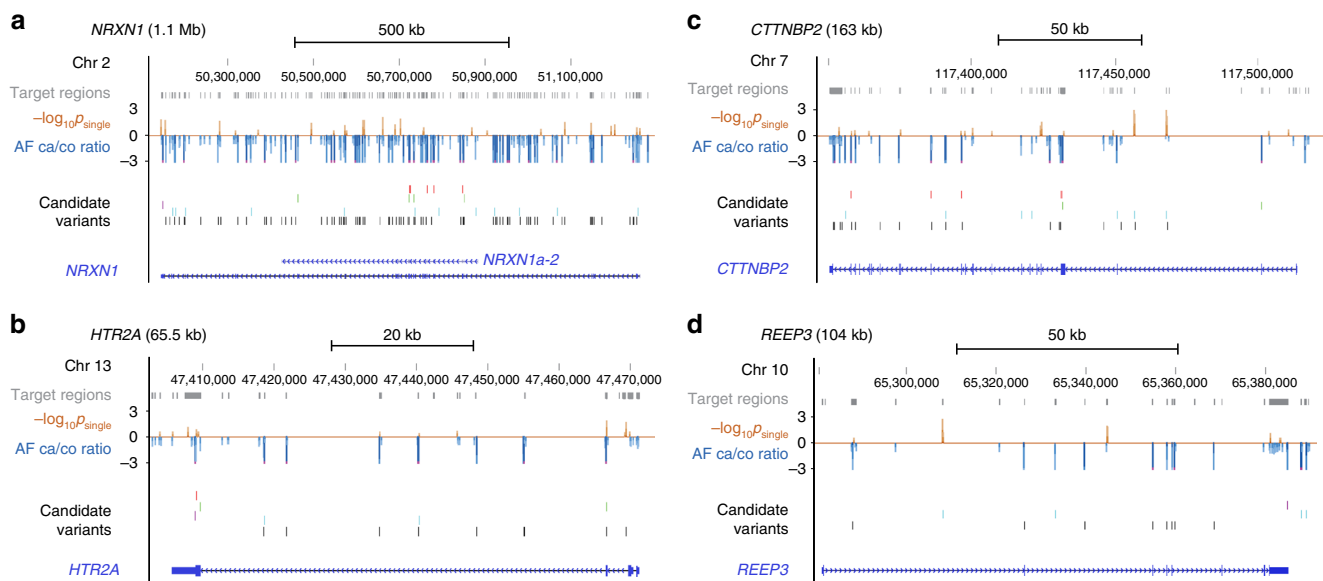 a
NRXN1 (1.1 Mb)
500 kb
Chr 2
50,300,000 50,500,000 50,700,000 50,900,000 51,100,000
Target regions
3
–log10psingle
0
AF ca/co ratio
–3
Candidate
variants
NRXN1a-2
NRXN1
b
HTR2A (65.5 kb)
20 kb
Chr 13
47,410,000 47,420,000 47,430,000 47,440,000 47,450,000 47,460,000 47,470,000
Target regions
3
–log10psingle
0
AF ca/co ratio
–3
Candidate
variants
HTR2A
c
CTTNBP2 (163 kb)
50 kb
Chr 7
117,400,000 117,450,000 117,500,000
Target regions
3
–log10psingle
0
AF ca/co ratio
–3
Candidate
variants
CTTNBP2
d
REEP3 (104 kb)
50 kb
Chr 10
65,300,000 65,320,000 65,340,000 65,360,000 65,380,000
Target regions
3
–log10psingle
0
AF ca/co ratio
–3
Candidate
variants
REEP3